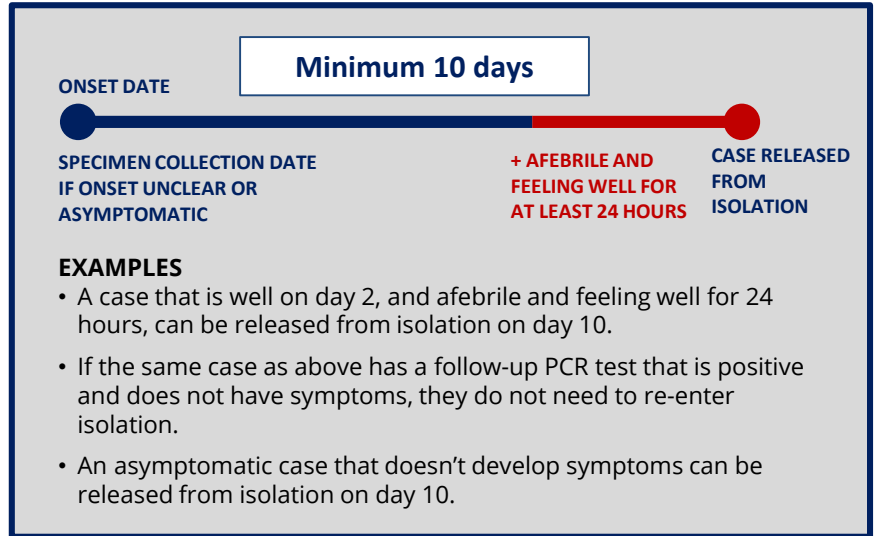 Minimum 10 days
ONSET DATE
SPECIMEN COLLECTION DATE
IF ONSET UNCLEAR OR
ASYMPTOMATIC
+ AFEBRILE AND
FEELING WELL FOR
AT LEAST 24 HOURS
CASE RELEASED
FROM
ISOLATION
EXAMPLES
• A case that is well on day 2, and afebrile and feeling well for 24
hours, can be released from isolation on day 10.
• If the same case as above has a follow-up PCR test that is positive
and does not have symptoms, they do not need to re-enter
isolation.
• An asymptomatic case that doesn’t develop symptoms can be
released from isolation on day 10.